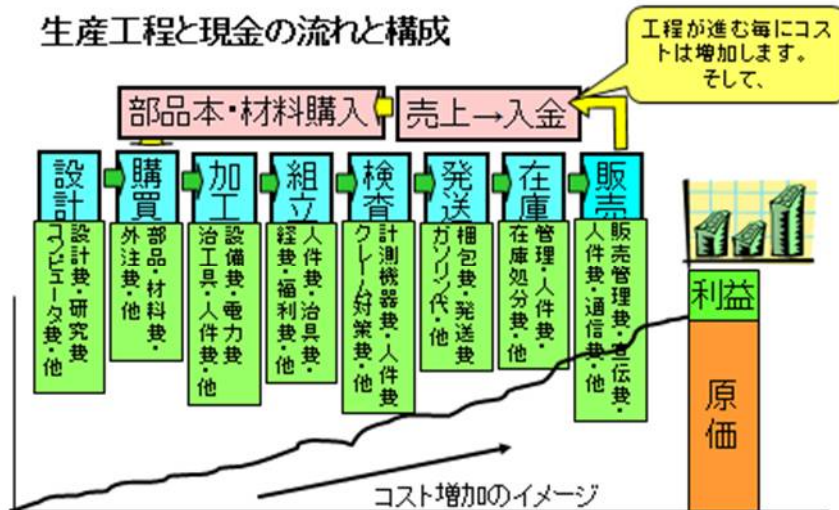 生産工程と現金の流れと構成
工程が進む毎にコス
トは増加します。
そして、
部品本・材料購入
売上→入金
設計
購買
加工
組立
検査
発送
在庫
販売
設計費・研究費
コンピュータ費・他
部品・材料費・
外注費・他
設備費・電力費
治工具・人件費・他
人件費・治具費・
経費・福利費・他
計測機器費・人件費
クレーム対策費・他
梱包費・発送費
ガソリン代・他
管理・人件費・
在庫処分費・他
販売管理費・宣伝費・
人件費・通信費・他
利益
原価
コスト増加のイメージ